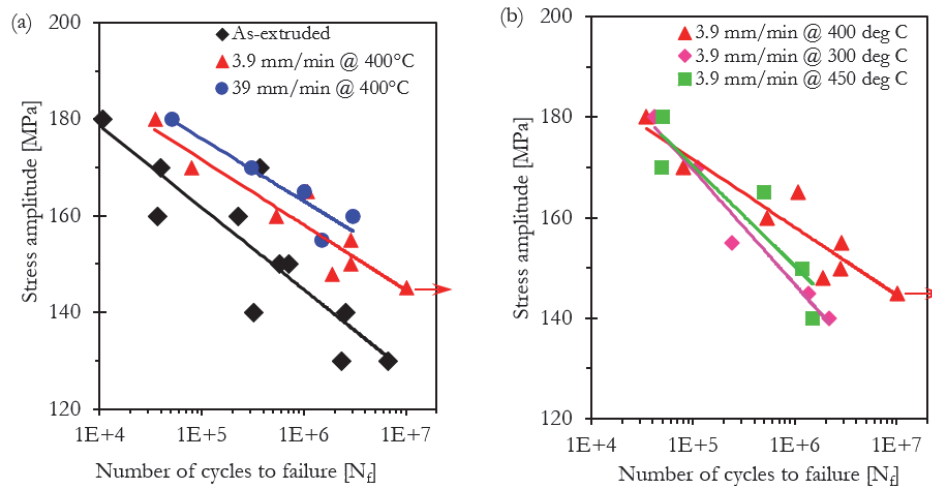 (a)
As-extruded
3.9 mm/min @ 400°C
39 mm/min @ 400°C
Stress amplitude [MPa]
200
180
160
140
120
1E+4 1E+5 1E+6 1E+7
Number of cycles to failure [Nf]
(b)
3.9 mm/min @ 400 deg C
3.9 mm/min @ 300 deg C
3.9 mm/min @ 450 deg C
Stress amplitude [MPa]
200
180
160
140
120
1E+4 1E+5 1E+6 1E+7
Number of cycles to failure [Nf]